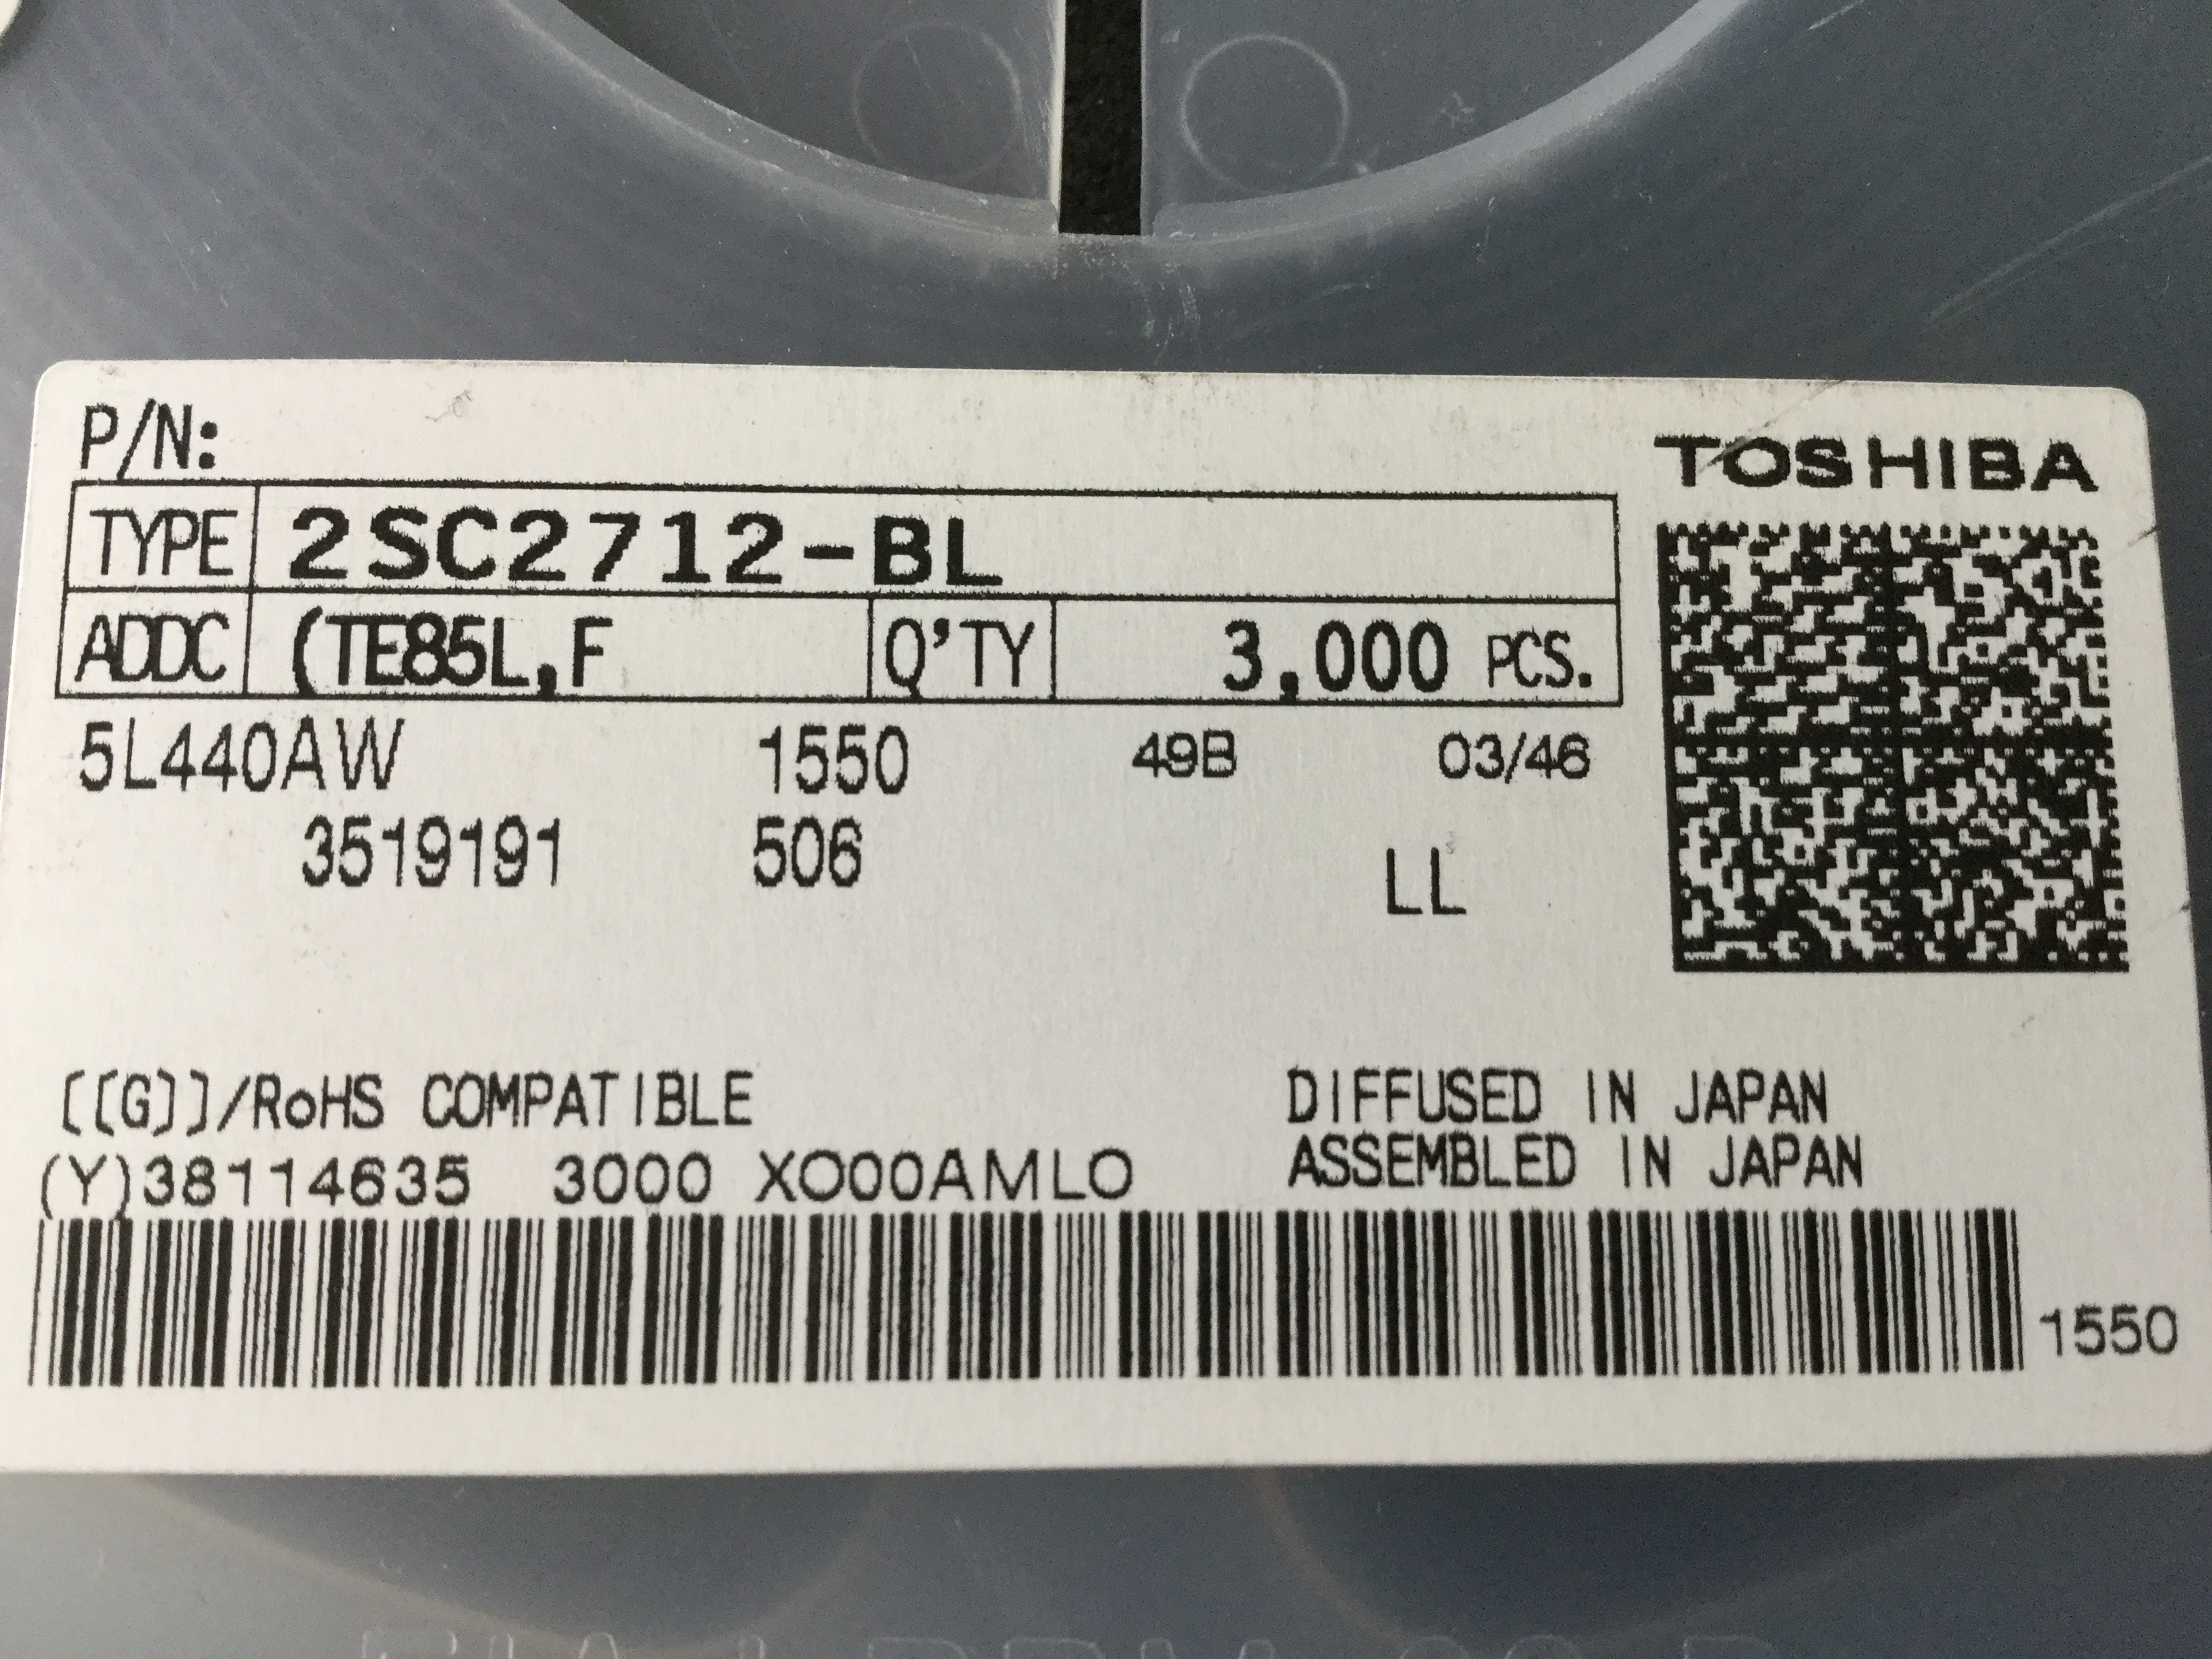 P/N:
TOSHIBA
TYPE 2SC2712-BL
ADDC (TE85L,F Q'TY 3,000 PCS.
5L440AW 1550 49B 03/46
3519191 506 LL
[[G]]/RoHS COMPATIBLE
DIFFUSED IN JAPAN
ASSEMBLED IN JAPAN
(Y)38114635 3000 XO00AMLO
1550